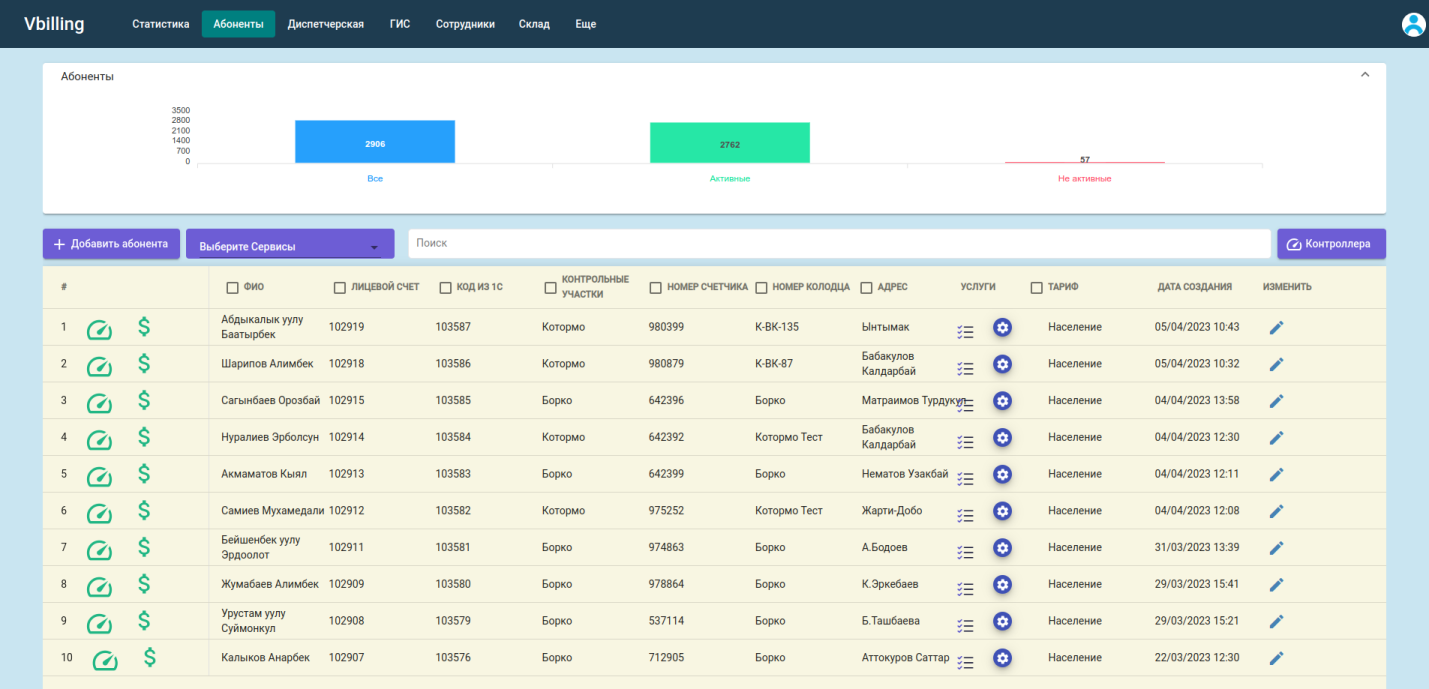 Vbilling Статистика Абоненты Диспетчерская ГИС Сотрудники Склад Еще
Абоненты
3500
2800
2100
1400
700
0
2906 2762 57
Все Активные Не активные
Добавить абонента Выберите Сервисы Поиск Контроллера
# ФИО ЛИЦЕВОЙ СЧЕТ КОД ИЗ 1С КОНТРОЛЬНЫЕ УЧАСТКИ НОМЕР СЧЕТЧИКА НОМЕР КОЛОДЦА АДРЕС УСЛУГИ ТАРИФ ДАТА СОЗДАНИЯ ИЗМЕНИТЬ
1 $ Абдыкалык уулу Баатырбек 102919 103587 Котормо 980399 К-ВК-135 Ынтымак Население 05/04/2023 10:43
2 $ Шарипов Алимбек 102918 103586 Котормо 980879 К-ВК-87 Бабакулов Калдарбай Население 05/04/2023 10:32
3 $ Сагынбаев Орозбай 102915 103585 Борко 642396 Борко Матраимов Турдукул Население 04/04/2023 13:58
4 $ Нуралиев Эрболсун 102914 103584 Котормо 642392 Котормо Тест Бабакулов Калдарбай Население 04/04/2023 12:30
5 $ Акмаматов Кыял 102913 103583 Борко 642399 Борко Нематов Узакбай Население 04/04/2023 12:11
6 $ Самиев Мухамедали 102912 103582 Котормо 975252 Котормо Тест Жарти-Добо Население 04/04/2023 12:08
7 $ Бейшенбек уулу Эрдоолот 102911 103581 Борко 974863 Борко А.Бодоев Население 31/03/2023 13:39
8 $ Жумабаев Алимбек 102909 103580 Борко 978864 Борко К.Эркебаев Население 29/03/2023 15:41
9 $ Урустам уулу Суймонкул 102908 103579 Борко 537114 Борко Б.Ташбаева Население 29/03/2023 15:21
10 $ Калыков Анарбек 102907 103576 Борко 712905 Борко Аттокуров Саттар Население 22/03/2023 12:30